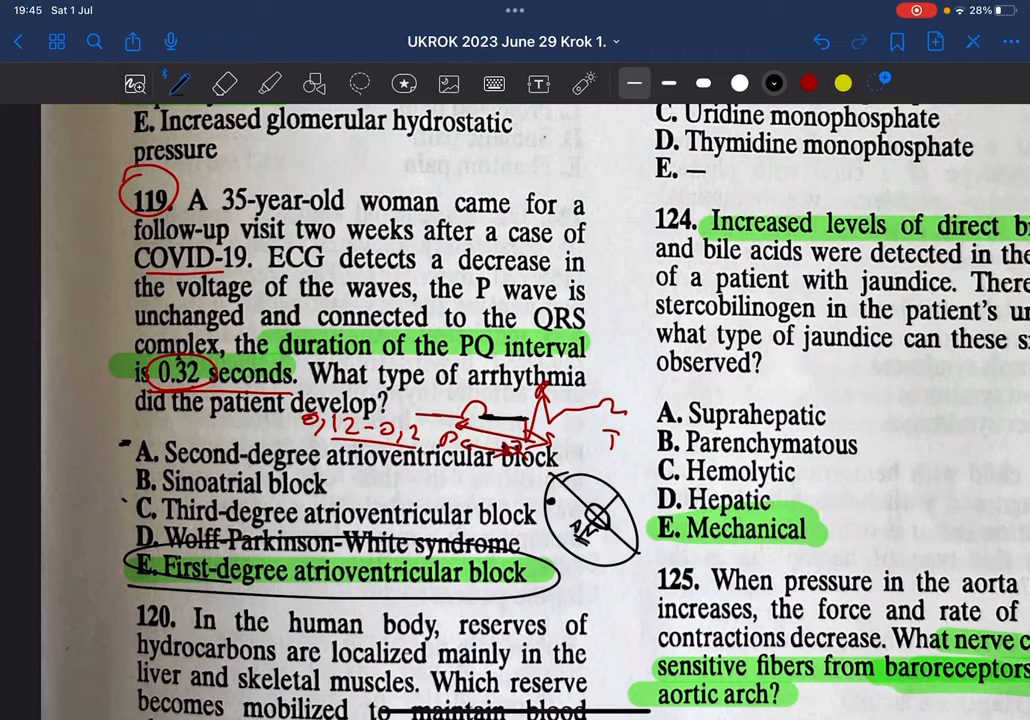 19:45 Sat 1 Jul
28%
UKROK 2023 June 29 Krok 1.
E. Increased glomerular hydrostatic
pressure
119. A 35-year-old woman came for a
follow-up visit two weeks after a case of
COVID-19. ECG detects a decrease in
the voltage of the waves, the P wave is
unchanged and connected to the QRS
complex, the duration of the PQ interval
is 0.32 seconds. What type of arrhythmia
did the patient develop?
0,12-0,2
P
R
S
T
A. Second-degree atrioventricular block
B. Sinoatrial block
C. Third-degree atrioventricular block
D. Wolff-Parkinson-White syndrome
E. First-degree atrioventricular block
120. In the human body, reserves of
hydrocarbons are localized mainly in the
liver and skeletal muscles. Which reserve
becomes mobilized to maintain blood
C. Uridine monophosphate
D. Thymidine monophosphate
E. —
124. Increased levels of direct bi
and bile acids were detected in the
of a patient with jaundice. There
stercobilinogen in the patient's ur
what type of jaundice can these s
observed?
A. Suprahepatic
B. Parenchymatous
C. Hemolytic
D. Hepatic
E. Mechanical
125. When pressure in the aorta
increases, the force and rate of
contractions decrease. What nerve c
sensitive fibers from baroreceptors
aortic arch?